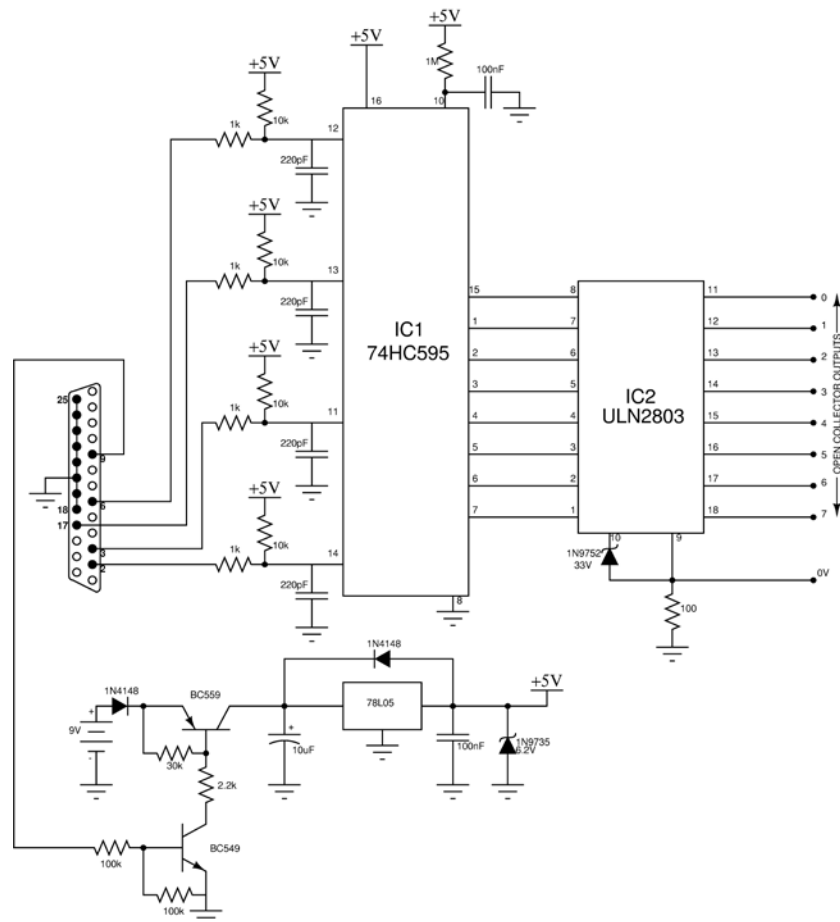 +5V
+5V
1M
100nF
+5V
16
10
10k
1k
12
220pF
+5V
10k
1k
13
220pF
IC1
74HC595
15
1
2
3
4
5
6
7
8
7
6
5
4
3
2
1
IC2
ULN2803
11
12
13
14
15
16
17
18
0
1
2
3
4
5
6
7
OPEN COLLECTOR OUTPUTS
+5V
10k
1k
11
220pF
25
9
18
17
3
2
+5V
10k
1k
14
220pF
8
10
9
1N9752
33V
0V
100
1N4148
1N4148
BC559
78L05
+5V
+
9V
-
30k
+
10uF
100nF
1N9735
6.2V
2.2k
BC549
100k
100k